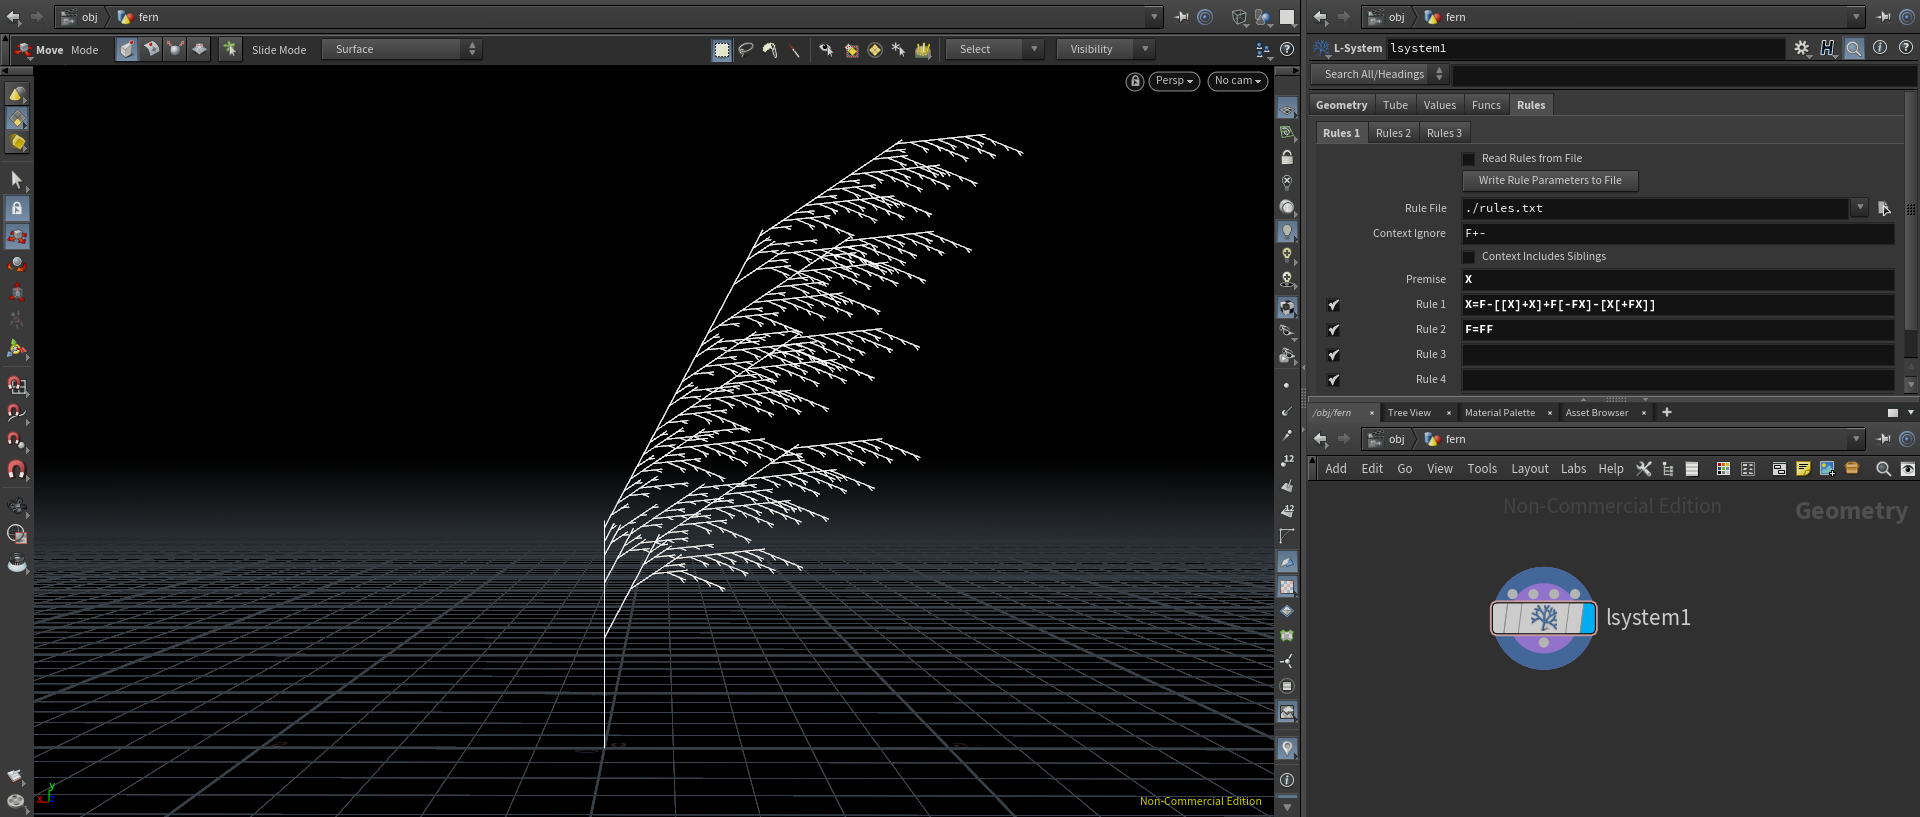 obj fern
Move Mode Slide Mode Surface Select Visibility
Persp No cam
12
12
Non-Commercial Edition
obj fern
L-System lsystem1
Search All/Headings
Geometry Tube Values Funcs Rules
Rules 1 Rules 2 Rules 3
Read Rules from File
Write Rule Parameters to File
Rule File ./rules.txt
Context Ignore F+-
Context Includes Siblings
Premise X
Rule 1 X=F-[[X]+X]+F[-FX]-[X[+FX]]
Rule 2 F=FF
Rule 3
Rule 4
/obj/fern × Tree View × Material Palette × Asset Browser × +
obj fern
Add Edit Go View Tools Layout Labs Help
Non-Commercial Edition Geometry
lsystem1
y
x